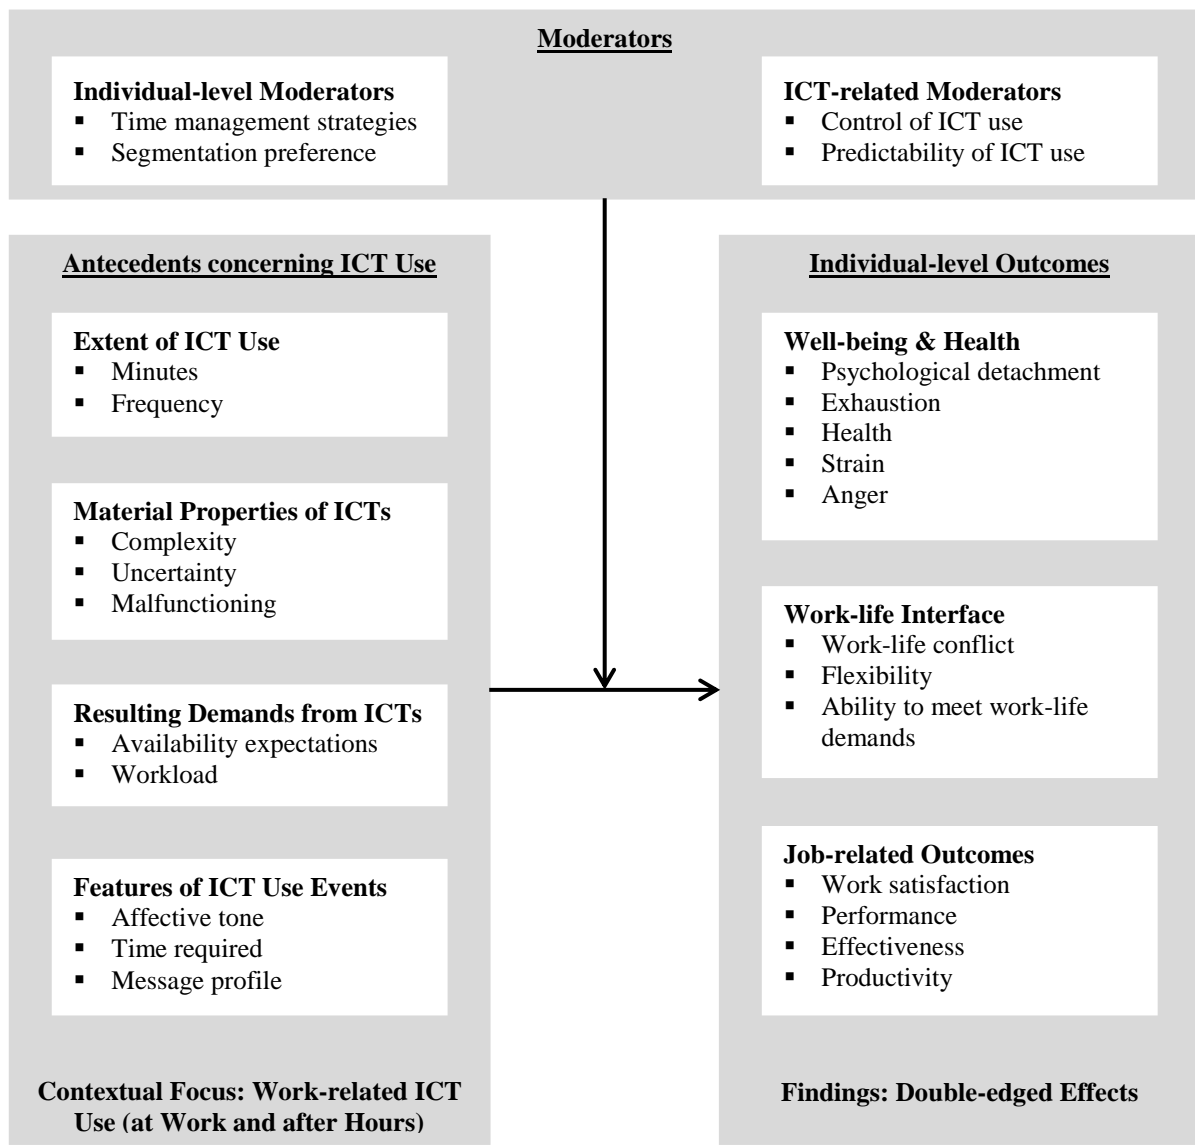 Moderators
Individual-level Moderators
▪ Time management strategies
▪ Segmentation preference
ICT-related Moderators
▪ Control of ICT use
▪ Predictability of ICT use
Antecedents concerning ICT Use
Extent of ICT Use
▪ Minutes
▪ Frequency
Material Properties of ICTs
▪ Complexity
▪ Uncertainty
▪ Malfunctioning
Resulting Demands from ICTs
▪ Availability expectations
▪ Workload
Features of ICT Use Events
▪ Affective tone
▪ Time required
▪ Message profile
Contextual Focus: Work-related ICT
Use (at Work and after Hours)
Individual-level Outcomes
Well-being & Health
▪ Psychological detachment
▪ Exhaustion
▪ Health
▪ Strain
▪ Anger
Work-life Interface
▪ Work-life conflict
▪ Flexibility
▪ Ability to meet work-life
demands
Job-related Outcomes
▪ Work satisfaction
▪ Performance
▪ Effectiveness
▪ Productivity
Findings: Double-edged Effects